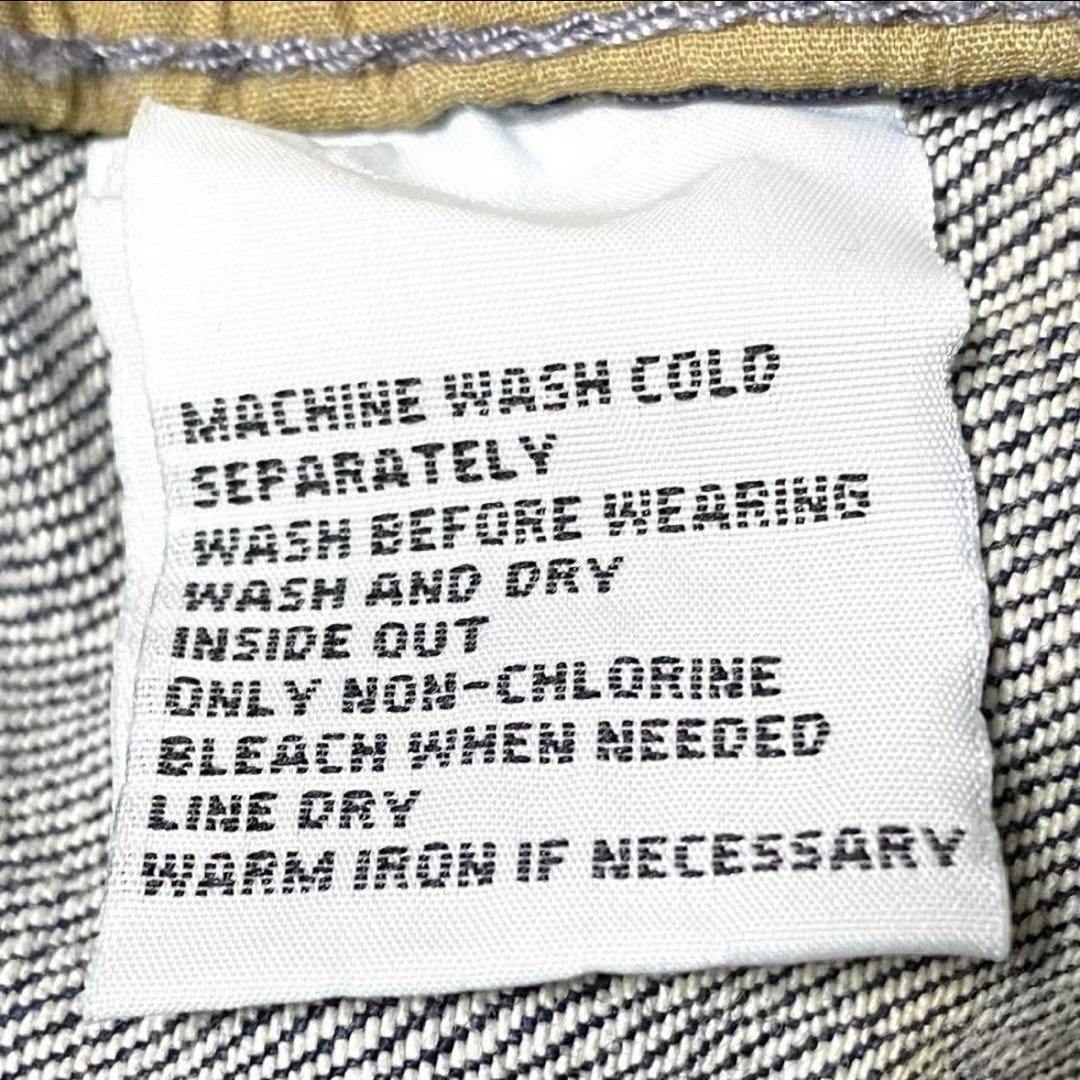 MACHINE WASH COLD
SEPARATELY
WASH BEFORE WEARING
WASH AND DRY
INSIDE OUT
ONLY NON-CHLORINE
BLEACH WHEN NEEDED
LINE DRY
WARM IRON IF NECESSARY